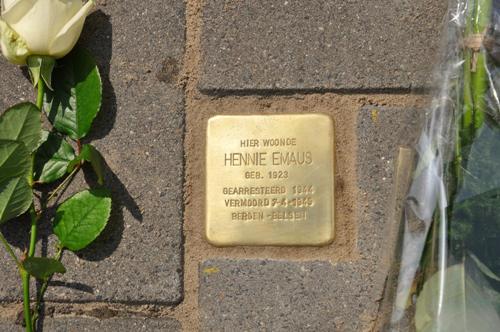 HIER WOONDE
HENNIE EMAUS
GEB. 1923
GEARRESTEERD 1944
VERMOORD 7-4-1945
BERGEN-BELSEN